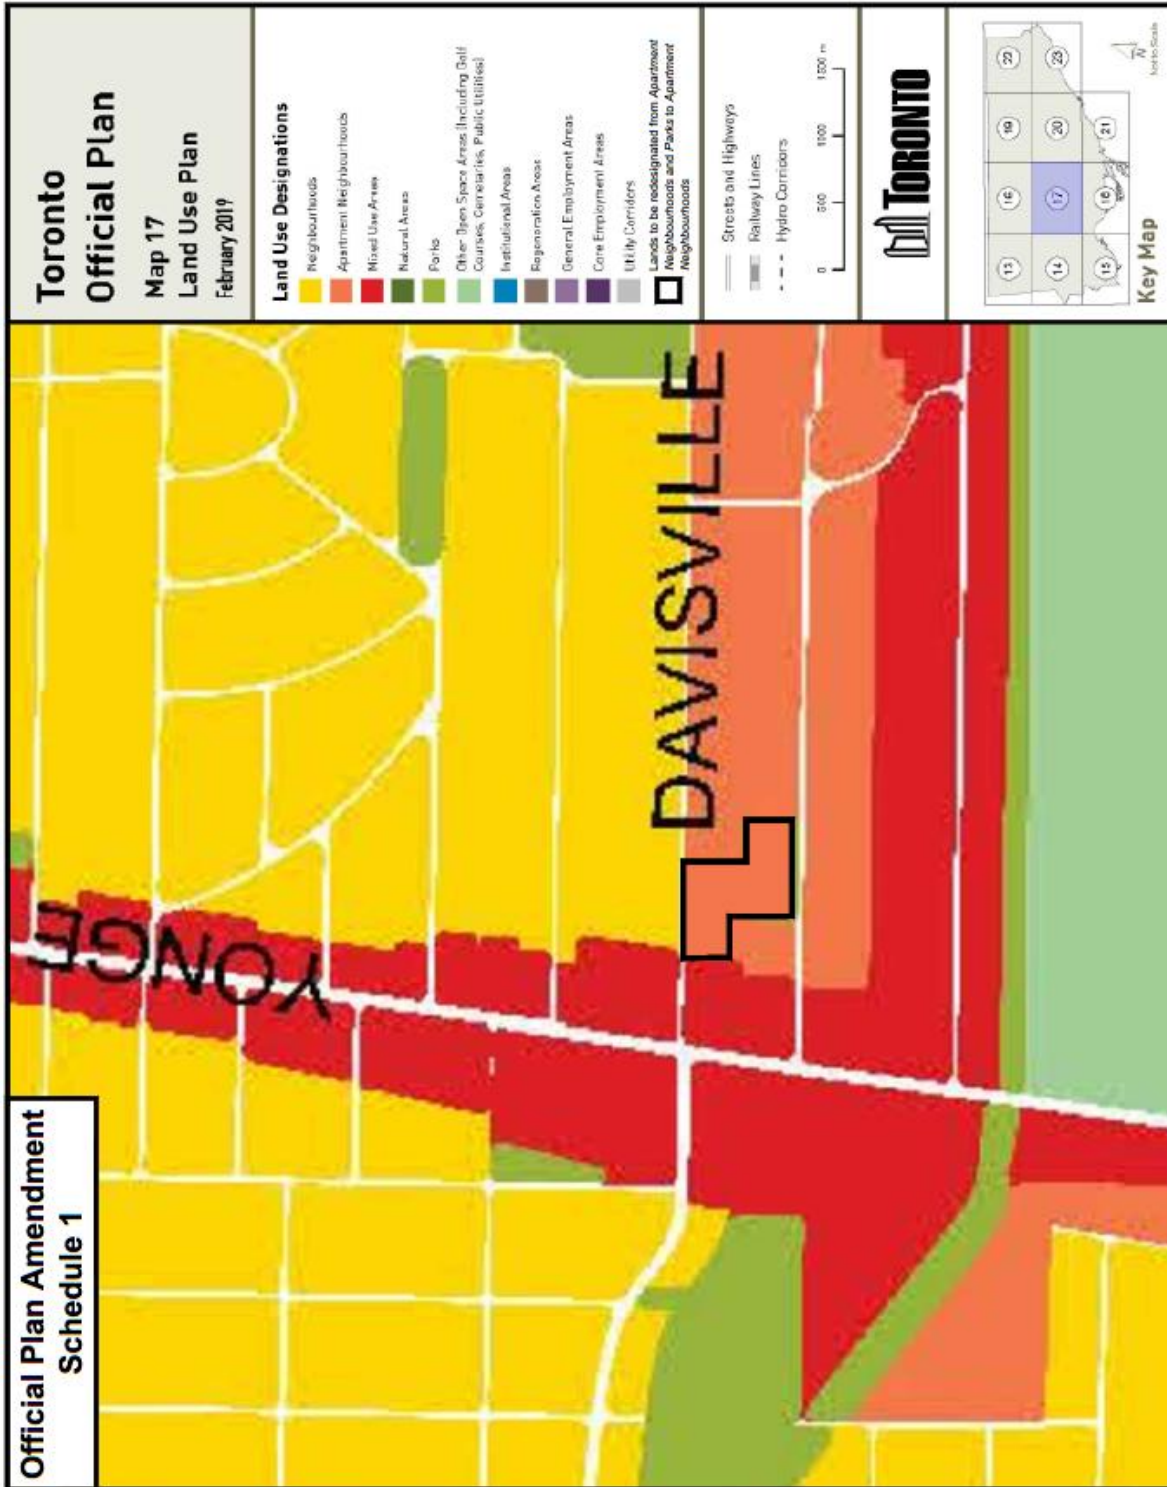 Official Plan Amendment
Schedule 1
YONGE
DAVISVILLE
Toronto
Official Plan
Map 17
Land Use Plan
February 2019
Land Use Designations
Neighbourhoods
Apartment Neighbourhoods
Mixed Use Areas
Natural Areas
Parks
Other Open Space Areas (Including Golf
Courses, Cemeteries, Public Utilities)
Institutional Areas
Regeneration Areas
General Employment Areas
Core Employment Areas
Utility Corridors
Lands to be redesignated from Apartment
Neighbourhoods and Parks to Apartment
Neighbourhoods
Streets and Highways
Railway Lines
Hydro Corridors
0 500 1000 1500 m
TORONTO
22
23
19
20
21
16
17
18
13
14
15
N
Not to Scale
Key Map